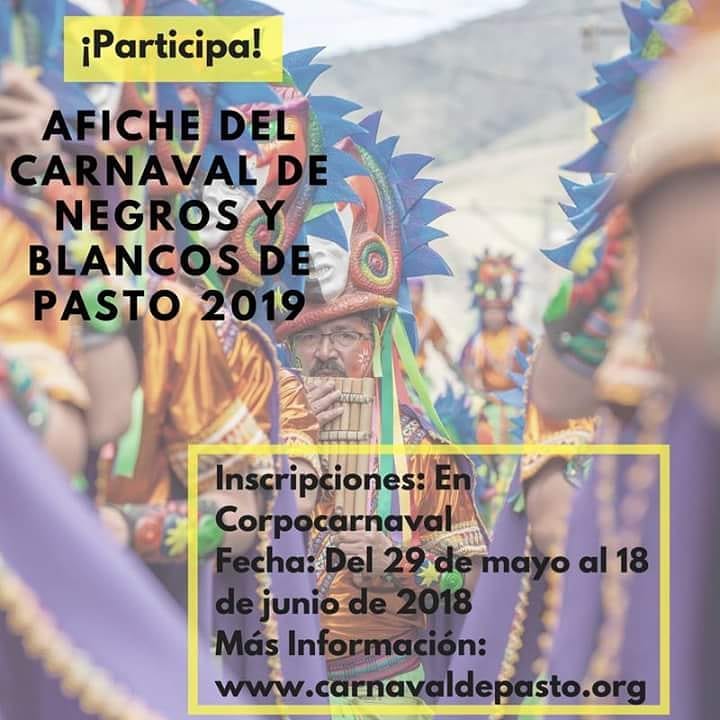 ¡Participa!
AFICHE DEL
CARNAVAL DE
NEGROS Y
BLANCOS DE
PASTO 2019
Inscripciones: En
Corpocarnaval
Fecha: Del 29 de mayo al 18
de junio de 2018
Más Información:
www.carnavaldepasto.org